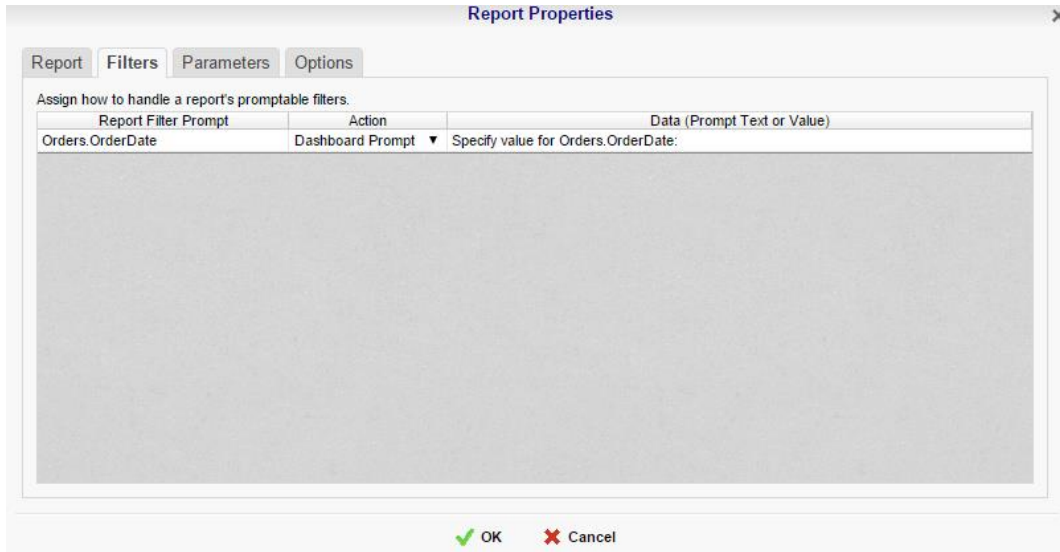 Report Properties
Report Filters Parameters Options
Assign how to handle a report's promptable filters.
Report Filter Prompt Action Data (Prompt Text or Value)
Orders.OrderDate Dashboard Prompt ▼ Specify value for Orders.OrderDate:
OK Cancel